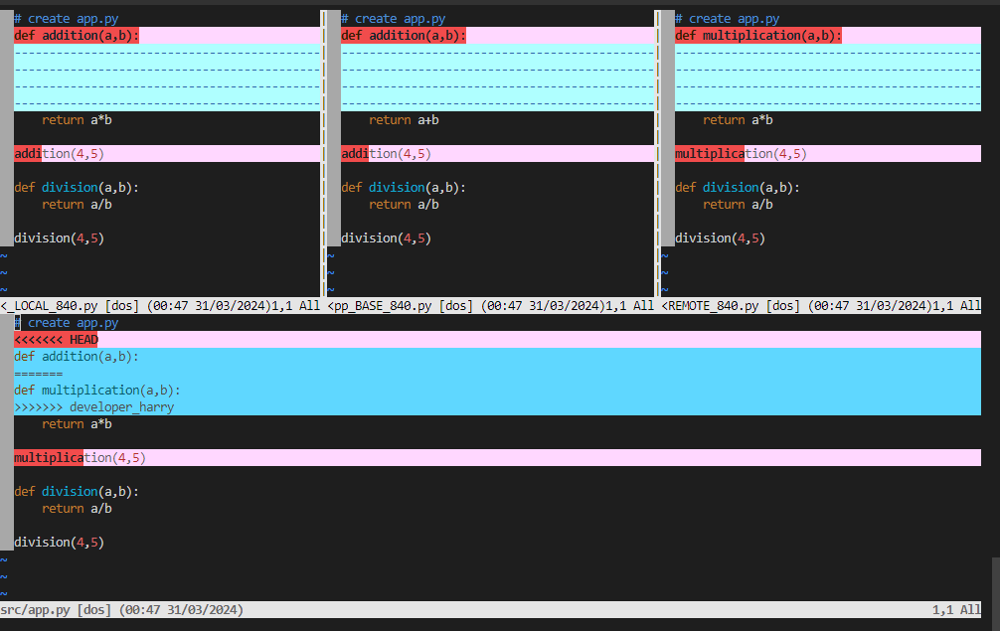 # create app.py
def addition(a,b):
-------------------------------------------
-------------------------------------------
-------------------------------------------
-------------------------------------------
    return a*b

addition(4,5)

def division(a,b):
    return a/b

division(4,5)
~
~
~
<_LOCAL_840.py [dos] (00:47 31/03/2024)1,1 All
# create app.py
def addition(a,b):
-------------------------------------------
-------------------------------------------
-------------------------------------------
-------------------------------------------
    return a+b

addition(4,5)

def division(a,b):
    return a/b

division(4,5)
~
~
~
<pp_BASE_840.py [dos] (00:47 31/03/2024)1,1 All
# create app.py
def multiplication(a,b):
-------------------------------------------
-------------------------------------------
-------------------------------------------
-------------------------------------------
    return a*b

multiplication(4,5)

def division(a,b):
    return a/b

division(4,5)
~
~
~
<REMOTE_840.py [dos] (00:47 31/03/2024)1,1 All
# create app.py
<<<<<<< HEAD
def addition(a,b):
=======
def multiplication(a,b):
>>>>>>> developer_harry
    return a*b

multiplication(4,5)

def division(a,b):
    return a/b

division(4,5)
~
~
~
src/app.py [dos] (00:47 31/03/2024) 1,1 All